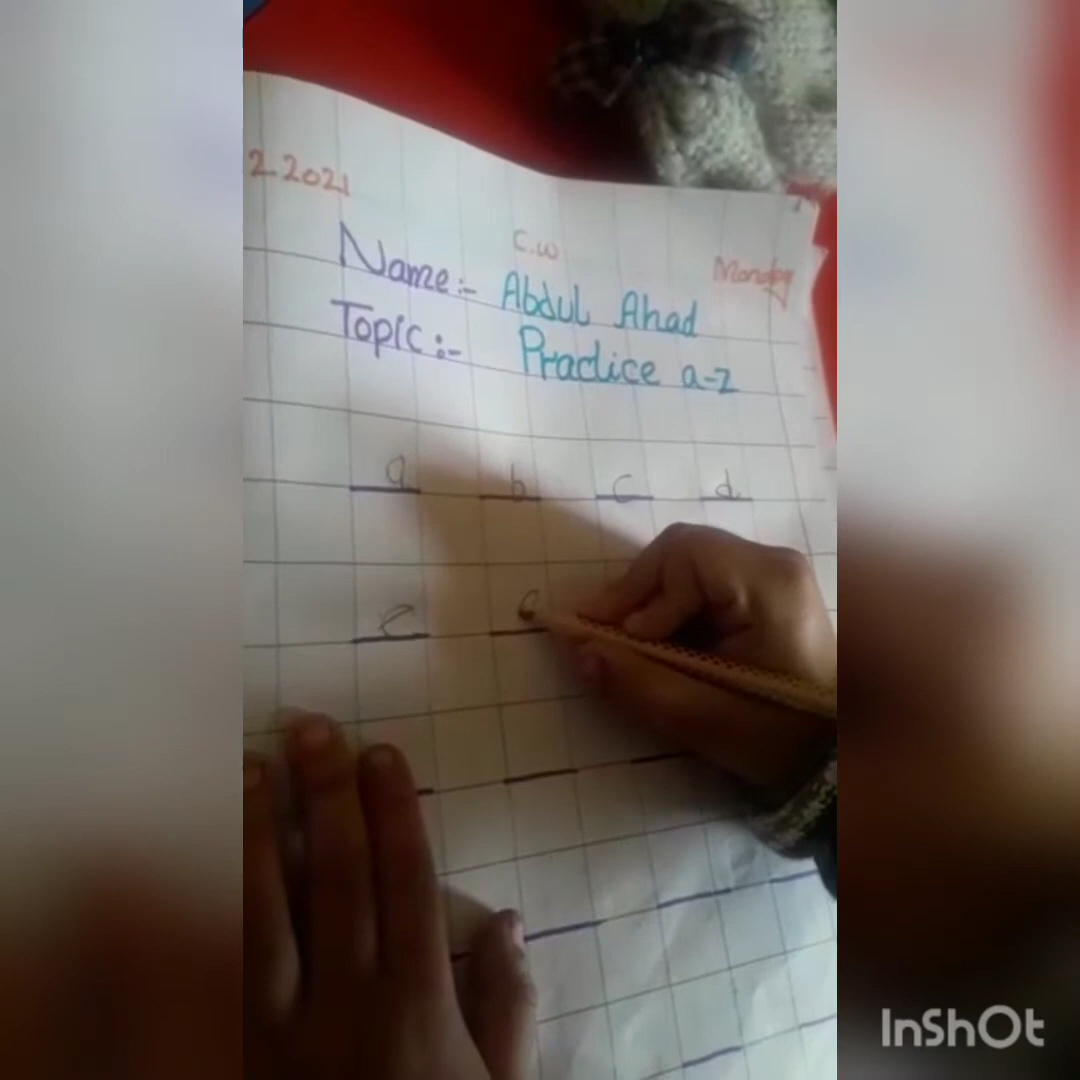 2.2021
C.W
Monday
Name:- Abdul Ahad
Topic:- Practice a-z
a b c d
e
InShOt